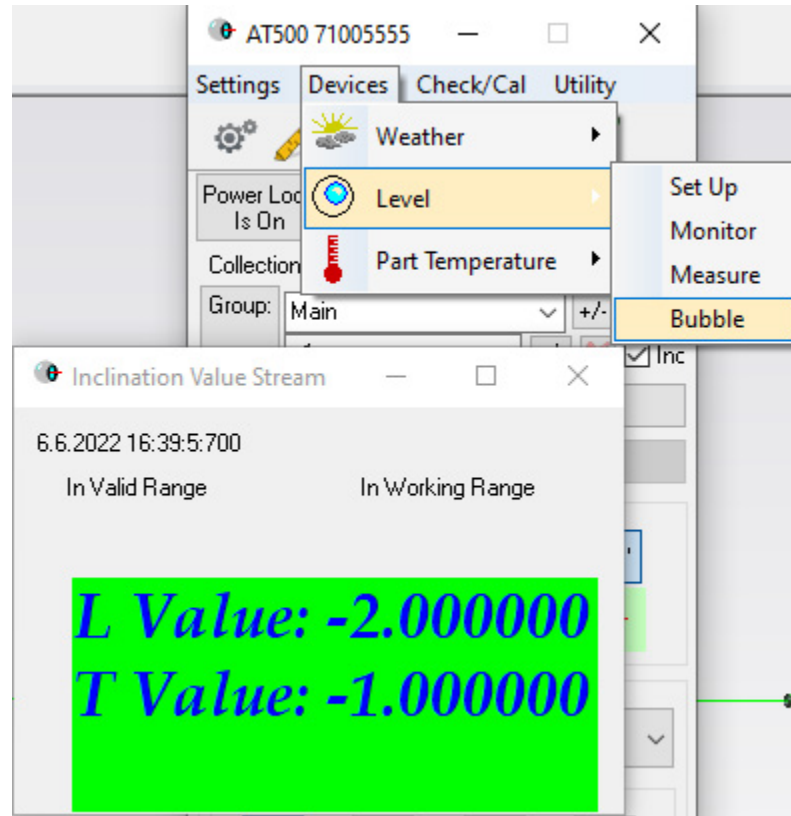 AT500 71005555
Settings Devices Check/Cal Utility
Weather
Power Loc
Is On
Level
Set Up
Monitor
Collection
Part Temperature
Measure
Group: Main +/-
Bubble
Inc
Inclination Value Stream
6.6.2022 16:39:5:700
In Valid Range In Working Range
L Value: -2.000000
T Value: -1.000000